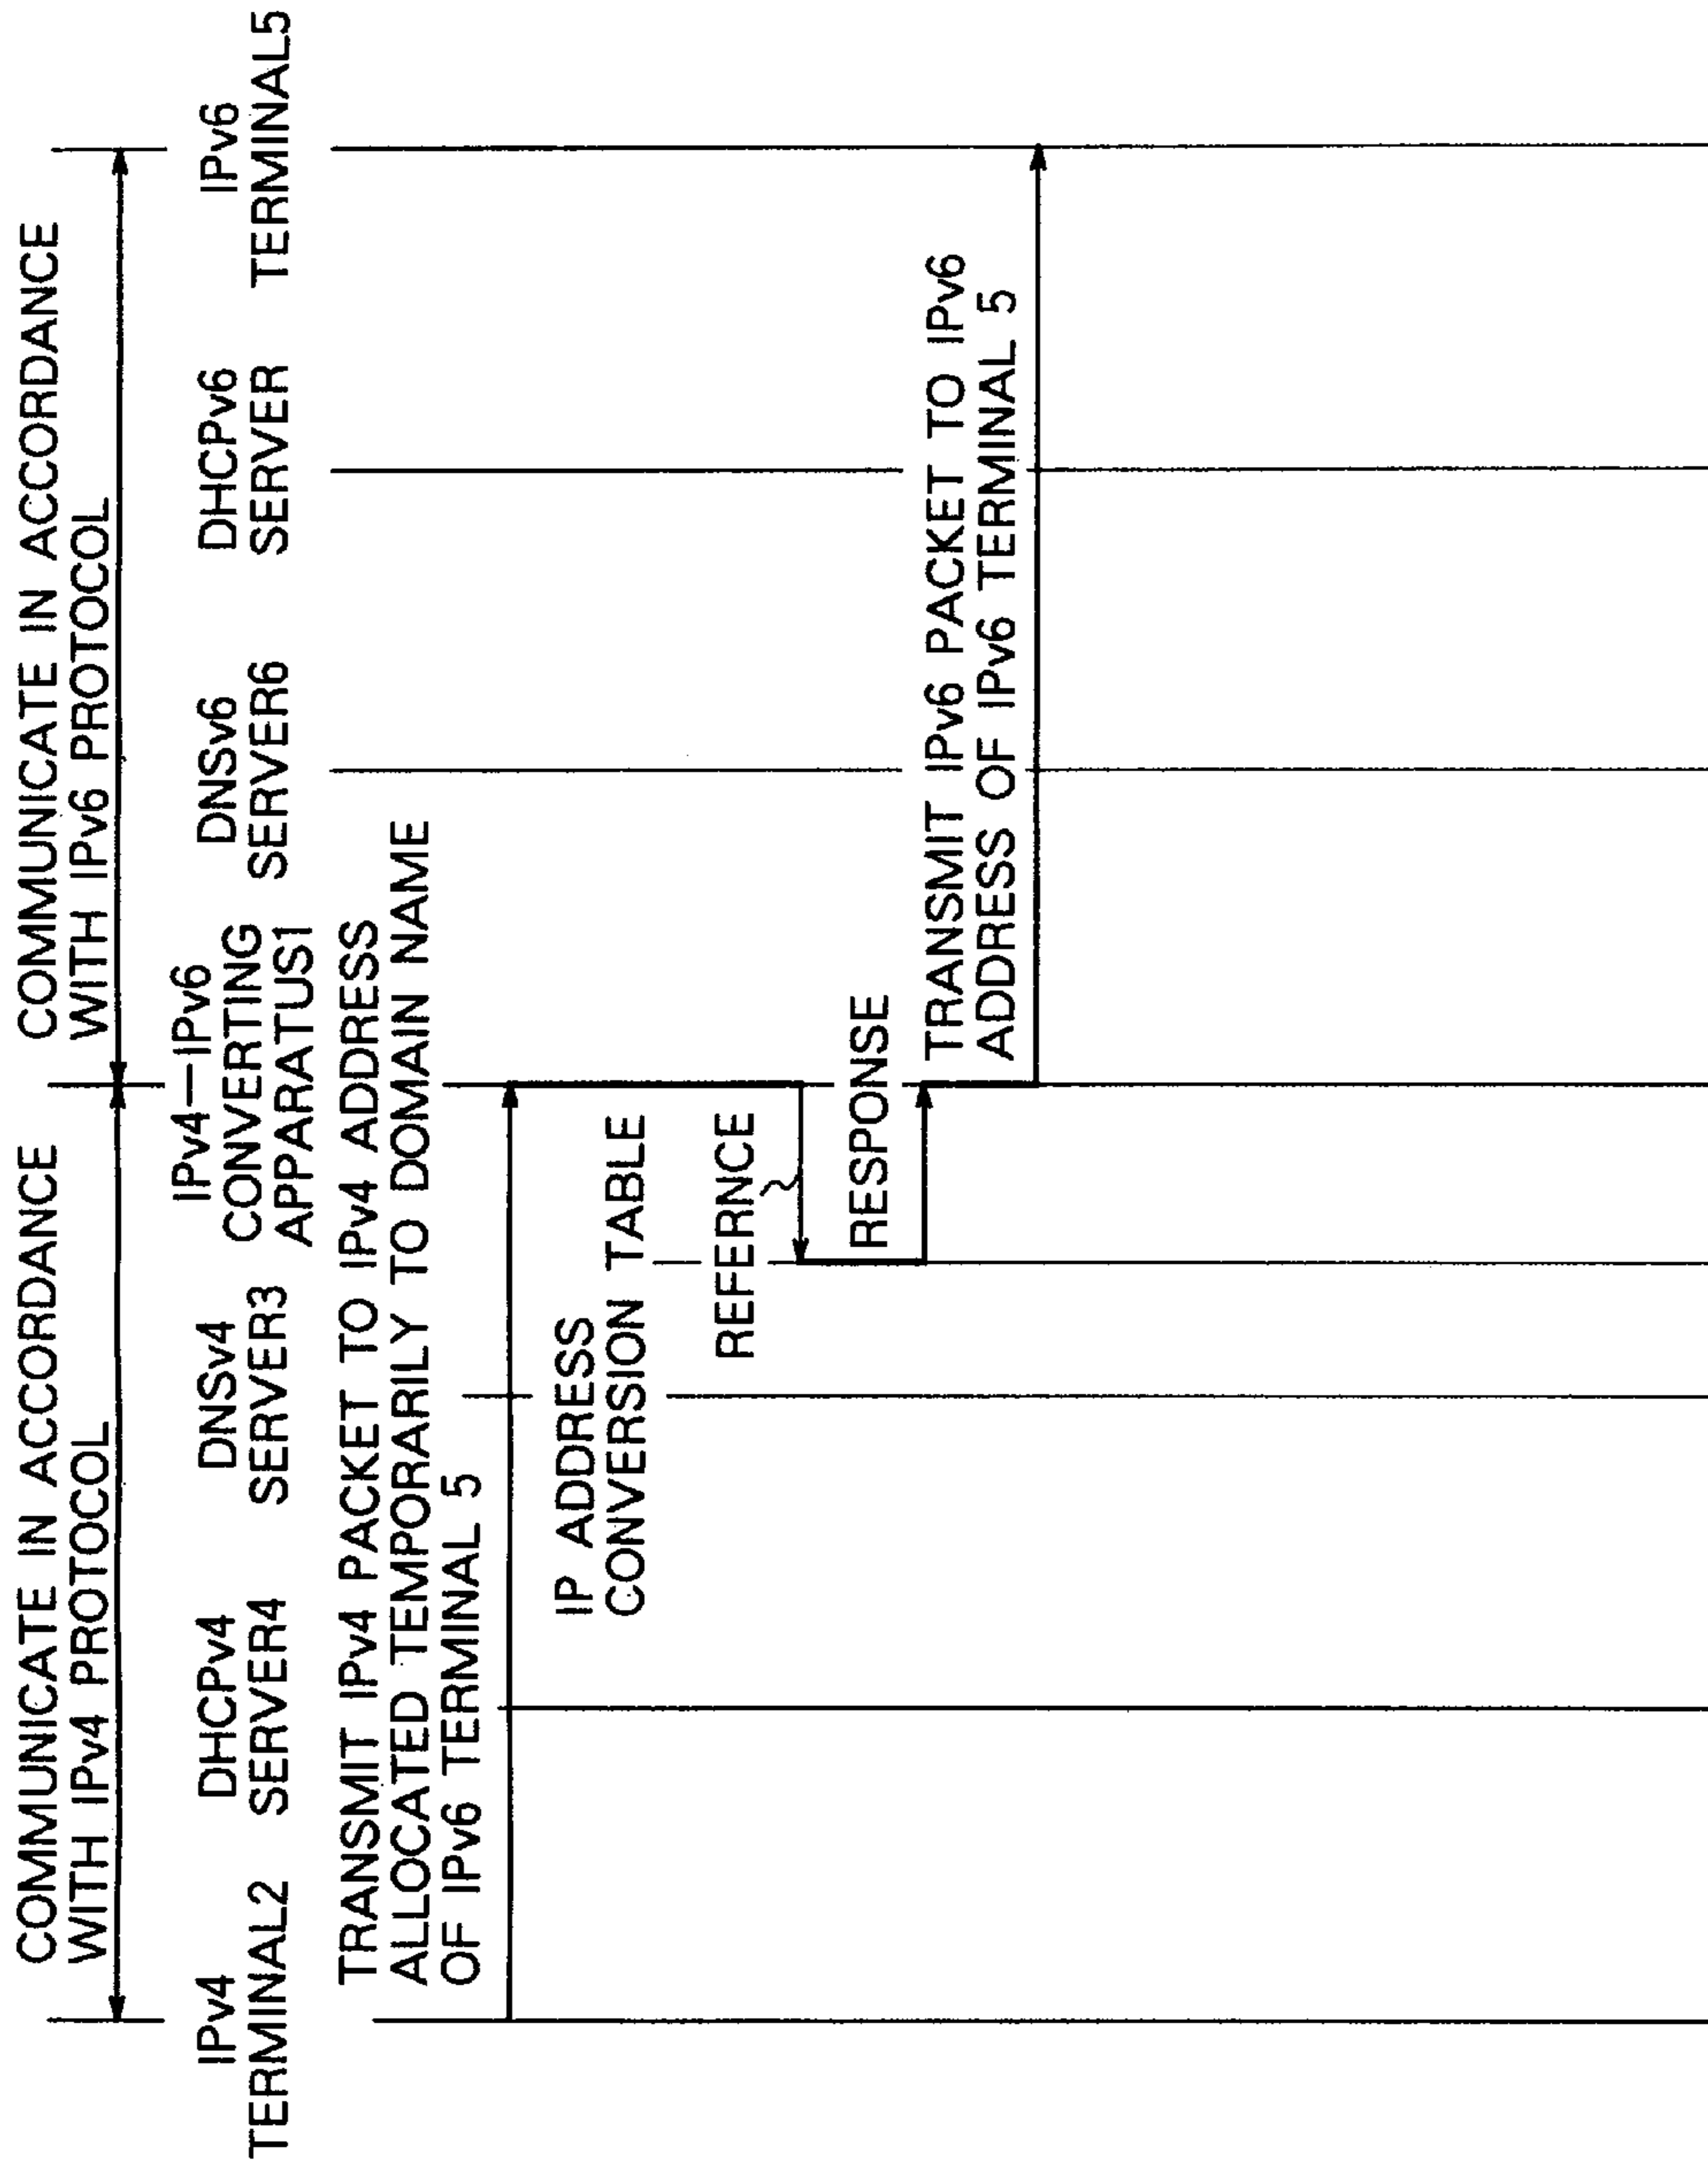 COMMUNICATE IN ACCORDANCE
WITH IPv4 PROTOCOL
COMMUNICATE IN ACCORDANCE
WITH IPv6 PROTOCOL
IPv4
TERMINAL2
DHCPv4
SERVER4
DNSv4
SERVER3
IPv4—IPv6
CONVERTING
APPARATUS1
DNSv6
SERVER6
DHCPv6
SERVER
IPv6
TERMINAL5
TRANSMIT IPv4 PACKET TO IPv4 ADDRESS
ALLOCATED TEMPORARILY TO DOMAIN NAME
OF IPv6 TERMINAL 5
IP ADDRESS
CONVERSION TABLE
REFERNCE
RESPONSE
TRANSMIT IPv6 PACKET TO IPv6
ADDRESS OF IPv6 TERMINAL 5